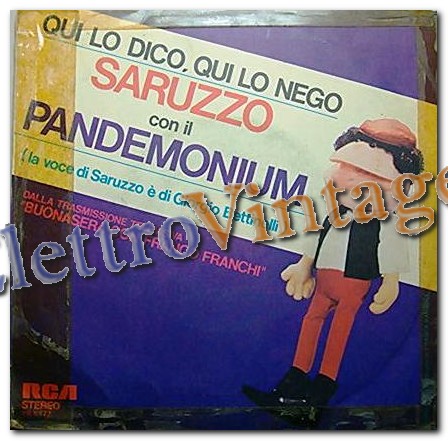 QUI LO DICO, QUI LO NEGO
SARUZZO
con il
PANDEMONIUM
(la voce di Saruzzo è di
DALLA TRASMISSIONE
"BUONASERA
FRANCHI"
ElettroVintage
RCA
STEREO